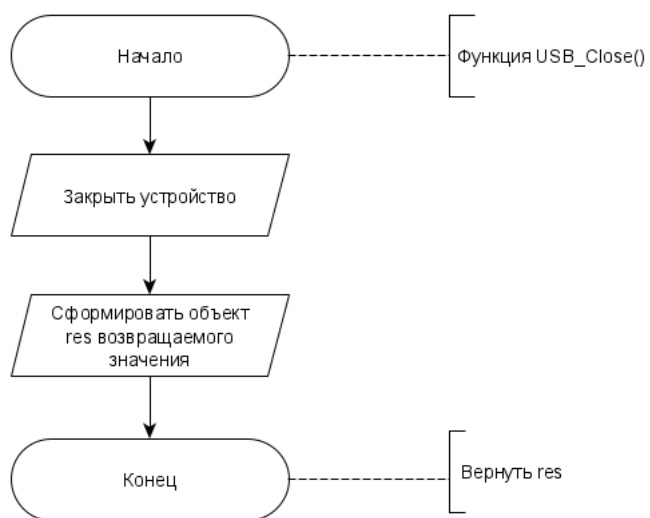 Начало
Функция USB_Close()
Закрыть устройство
Сформировать объект
res возвращаемого
значения
Конец
Вернуть res